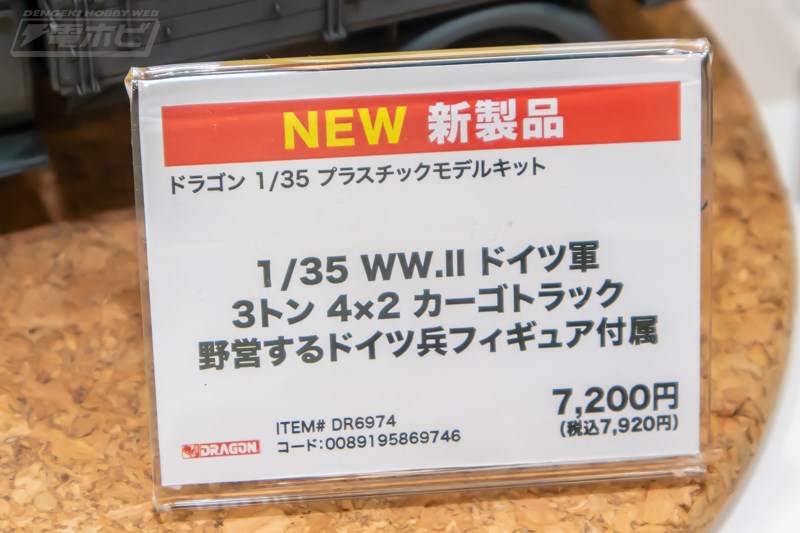 DENGEKI HOBBY WEB
電ホビ
NEW 新製品
ドラゴン 1/35 プラスチックモデルキット
1/35 WW.II ドイツ軍
3トン 4×2 カーゴトラック
野営するドイツ兵フィギュア付属
7,200円
(税込7,920円)
ITEM# DR6974
コード:0089195869746
DRAGON